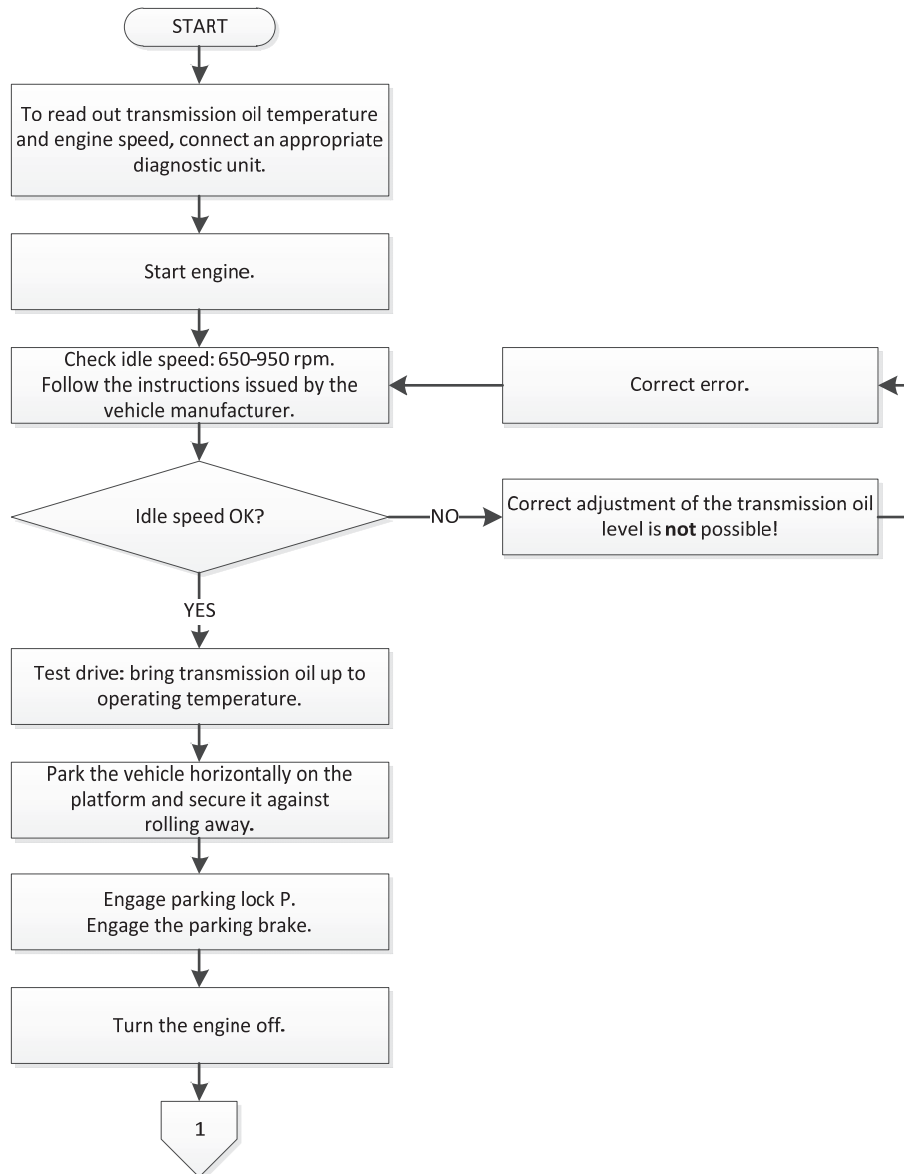 START
To read out transmission oil temperature
and engine speed, connect an appropriate
diagnostic unit.
Start engine.
Check idle speed: 650-950 rpm.
Follow the instructions issued by the
vehicle manufacturer.
Correct error.
Idle speed OK?
NO
Correct adjustment of the transmission oil
level is not possible!
YES
Test drive: bring transmission oil up to
operating temperature.
Park the vehicle horizontally on the
platform and secure it against
rolling away.
Engage parking lock P.
Engage the parking brake.
Turn the engine off.
1